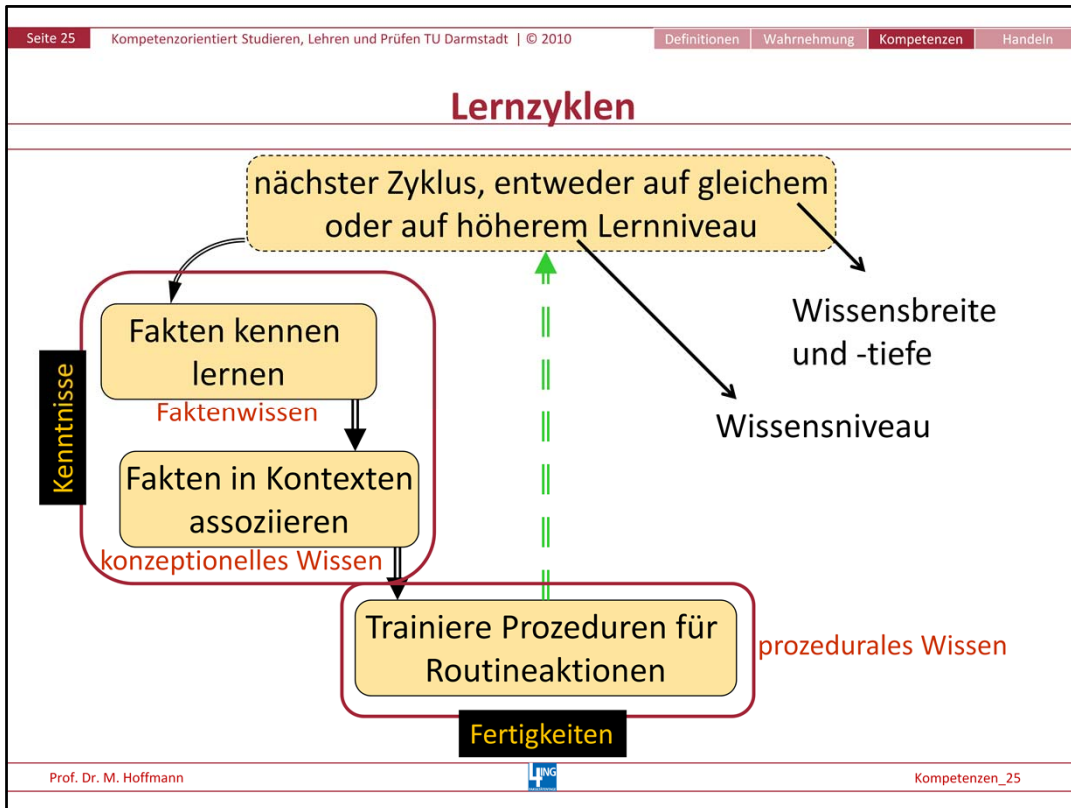 Seite 25 Kompetenzorientiert Studieren, Lehren und Prüfen TU Darmstadt | © 2010 Definitionen Wahrnehmung Kompetenzen Handeln
Lernzyklen
nächster Zyklus, entweder auf gleichem
oder auf höherem Lernniveau
Wissensbreite
und -tiefe
Wissensniveau
Kenntnisse
Fakten kennen
lernen
Faktenwissen
Fakten in Kontexten
assoziieren
konzeptionelles Wissen
Trainiere Prozeduren für
Routineaktionen
prozedurales Wissen
Fertigkeiten
Prof. Dr. M. Hoffmann 4ING Kompetenzen_25